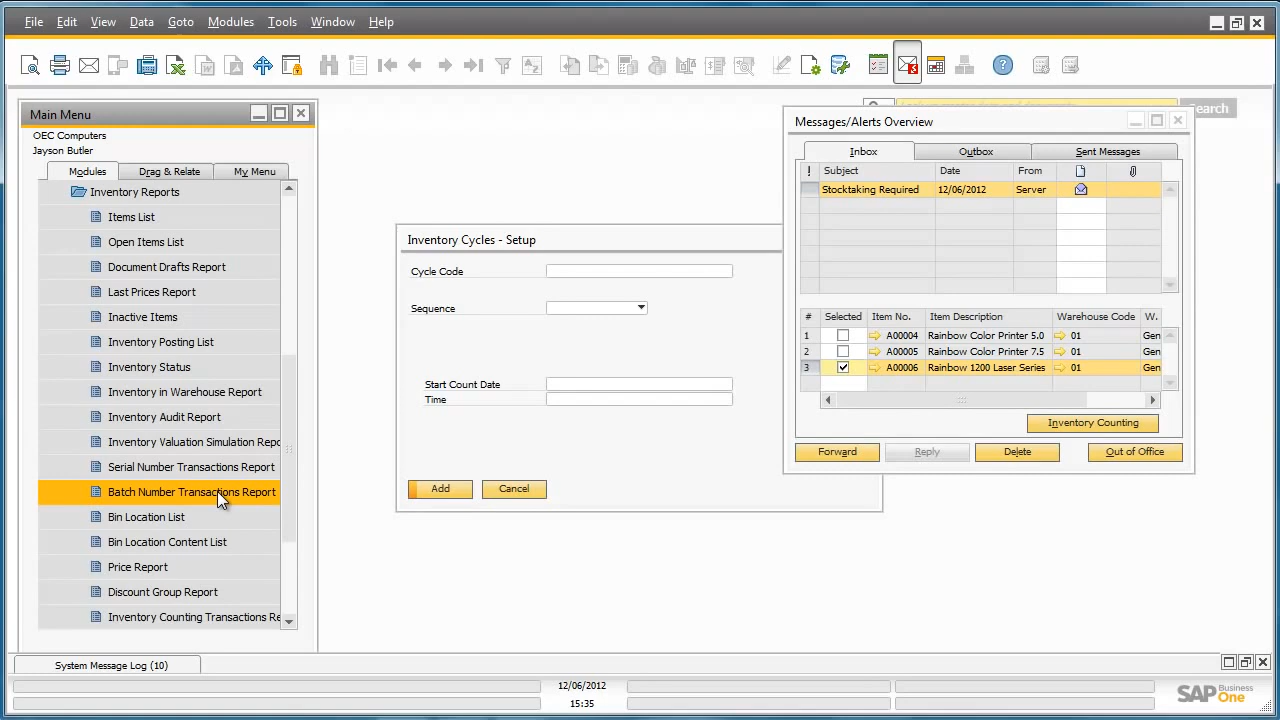 File Edit View Data Goto Modules Tools Window Help
Main Menu
OEC Computers
Jayson Butler
Modules Drag & Relate My Menu
Inventory Reports
Items List
Open Items List
Document Drafts Report
Last Prices Report
Inactive Items
Inventory Posting List
Inventory Status
Inventory in Warehouse Report
Inventory Audit Report
Inventory Valuation Simulation Repo
Serial Number Transactions Report
Batch Number Transactions Report
Bin Location List
Bin Location Content List
Price Report
Discount Group Report
Inventory Counting Transactions Re
Inventory Cycles - Setup
Cycle Code
Sequence
Start Count Date
Time
Add Cancel
Search
Messages/Alerts Overview
Inbox Outbox Sent Messages
! Subject Date From
Stocktaking Required 12/06/2012 Server
# Selected Item No. Item Description Warehouse Code W.
1 A00004 Rainbow Color Printer 5.0 01 Gen
2 A00005 Rainbow Color Printer 7.5 01 Gen
3 A00006 Rainbow 1200 Laser Series 01 Gen
Inventory Counting
Forward Reply Delete Out of Office
System Message Log (10)
12/06/2012
15:35
SAP Business One